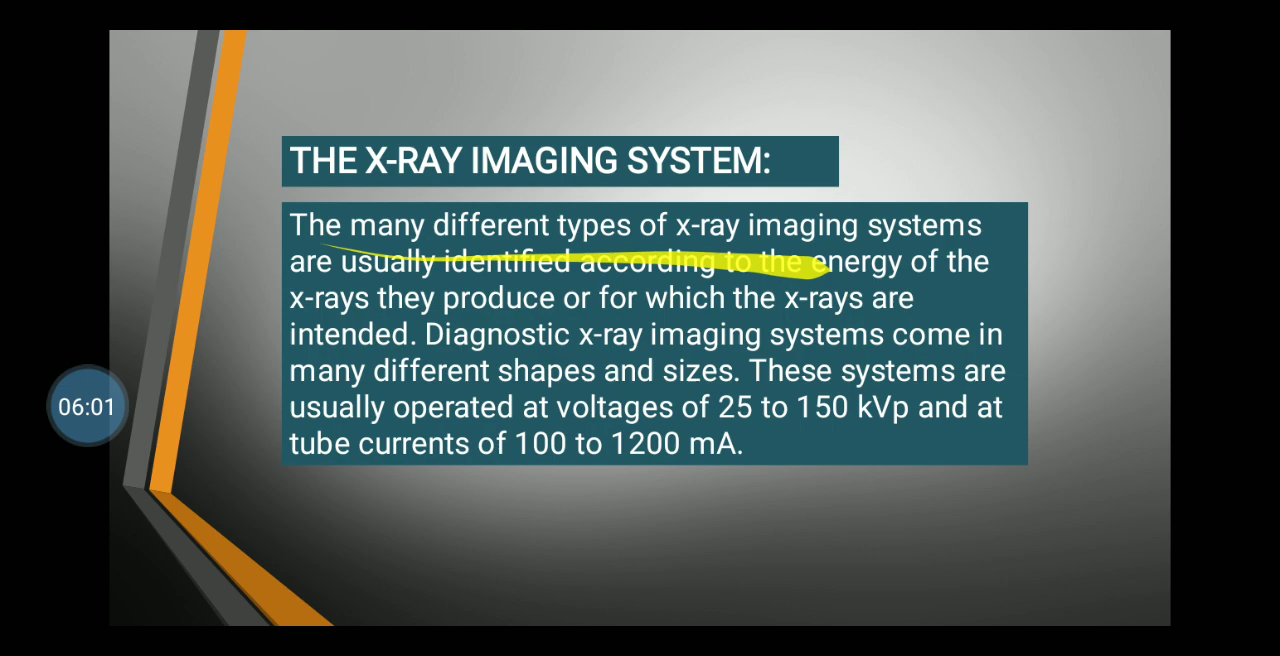 THE X-RAY IMAGING SYSTEM:
The many different types of x-ray imaging systems
are usually identified according to the energy of the
x-rays they produce or for which the x-rays are
intended. Diagnostic x-ray imaging systems come in
many different shapes and sizes. These systems are
usually operated at voltages of 25 to 150 kVp and at
tube currents of 100 to 1200 mA.
06:01